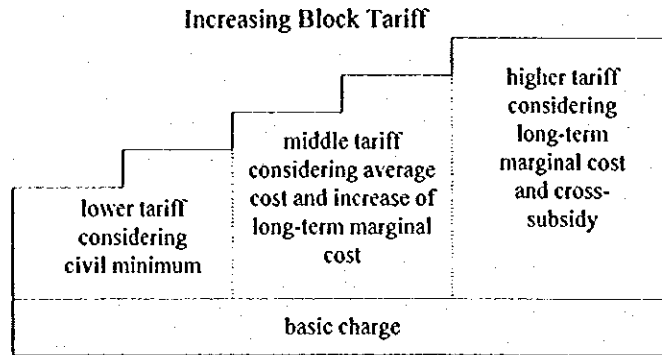 Increasing Block Tariff
lower tariff
considering
civil minimum
middle tariff
considering average
cost and increase of
long-term marginal
cost
higher tariff
considering
long-term
marginal cost
and cross-
subsidy
basic charge